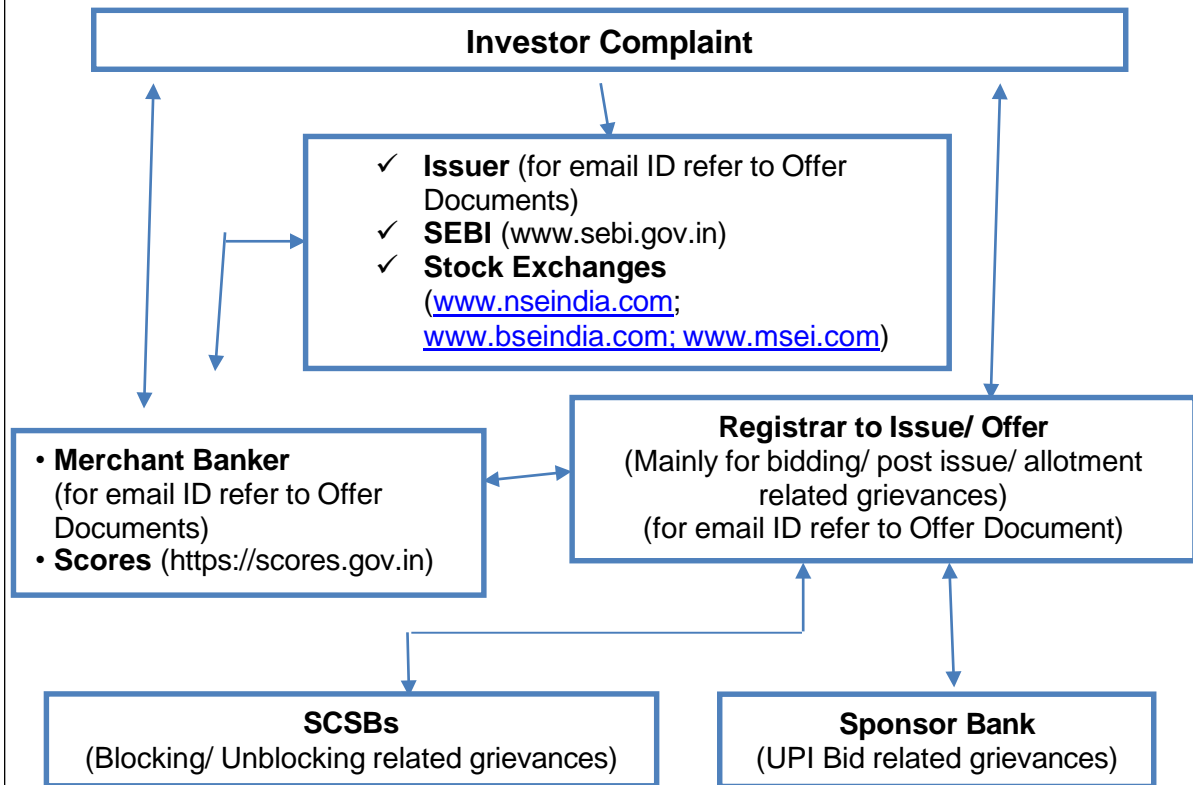 Investor Complaint
✓ Issuer (for email ID refer to Offer
Documents)
✓ SEBI (www.sebi.gov.in)
✓ Stock Exchanges
(www.nseindia.com;
www.bseindia.com; www.msei.com)
• Merchant Banker
(for email ID refer to Offer
Documents)
• Scores (https://scores.gov.in)
Registrar to Issue/ Offer
(Mainly for bidding/ post issue/ allotment
related grievances)
(for email ID refer to Offer Document)
SCSBs
(Blocking/ Unblocking related grievances)
Sponsor Bank
(UPI Bid related grievances)